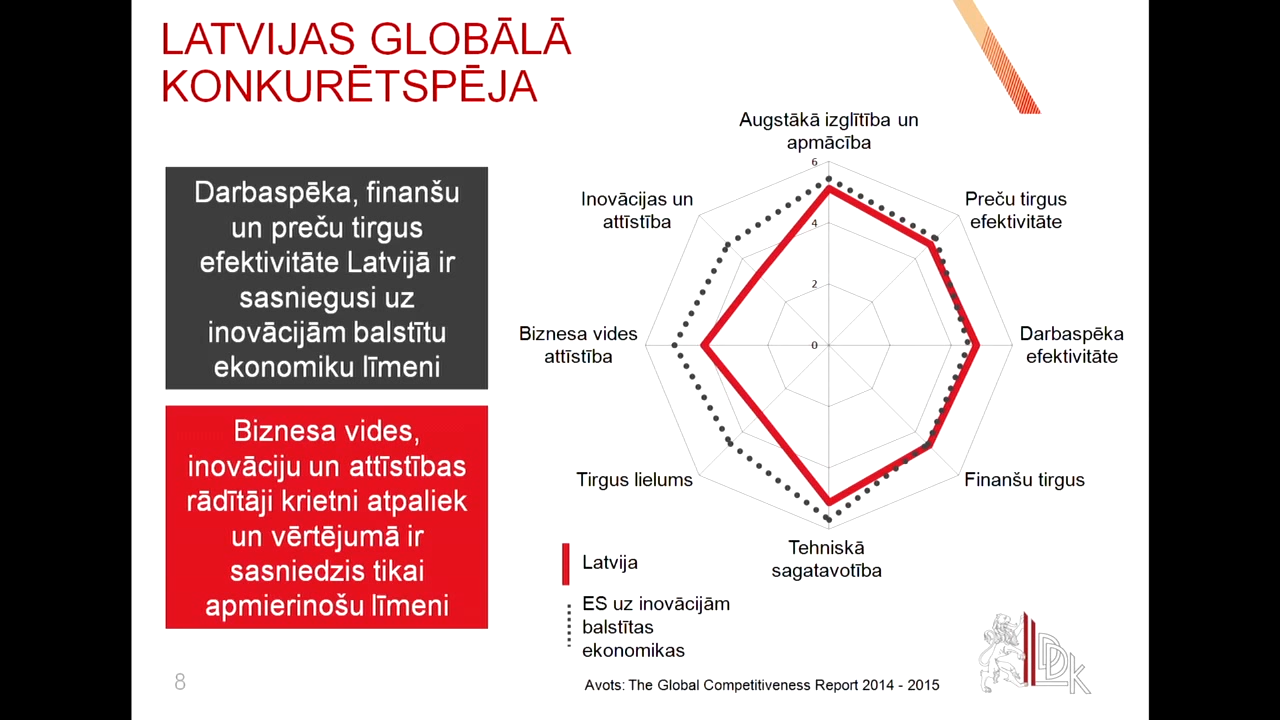 LATVIJAS GLOBĀLĀ
KONKURĒTSPĒJA
Darbaspēka, finanšu
un preču tirgus
efektivitāte Latvijā ir
sasniegusi uz
inovācijām balstītu
ekonomiku līmeni
Biznesa vides,
inovāciju un attīstības
rādītāji krietni atpaliek
un vērtējumā ir
sasniedzis tikai
apmierinošu līmeni
Augstākā izglītība un
apmācība
Preču tirgus
efektivitāte
Darbaspēka
efektivitāte
Finanšu tirgus
Tehniskā
sagatavotība
Tirgus lielums
Biznesa vides
attīstība
Inovācijas un
attīstība
6
4
2
0
Latvija
ES uz inovācijām
balstītas
ekonomikas
Avots: The Global Competitiveness Report 2014 - 2015
8
LDDK